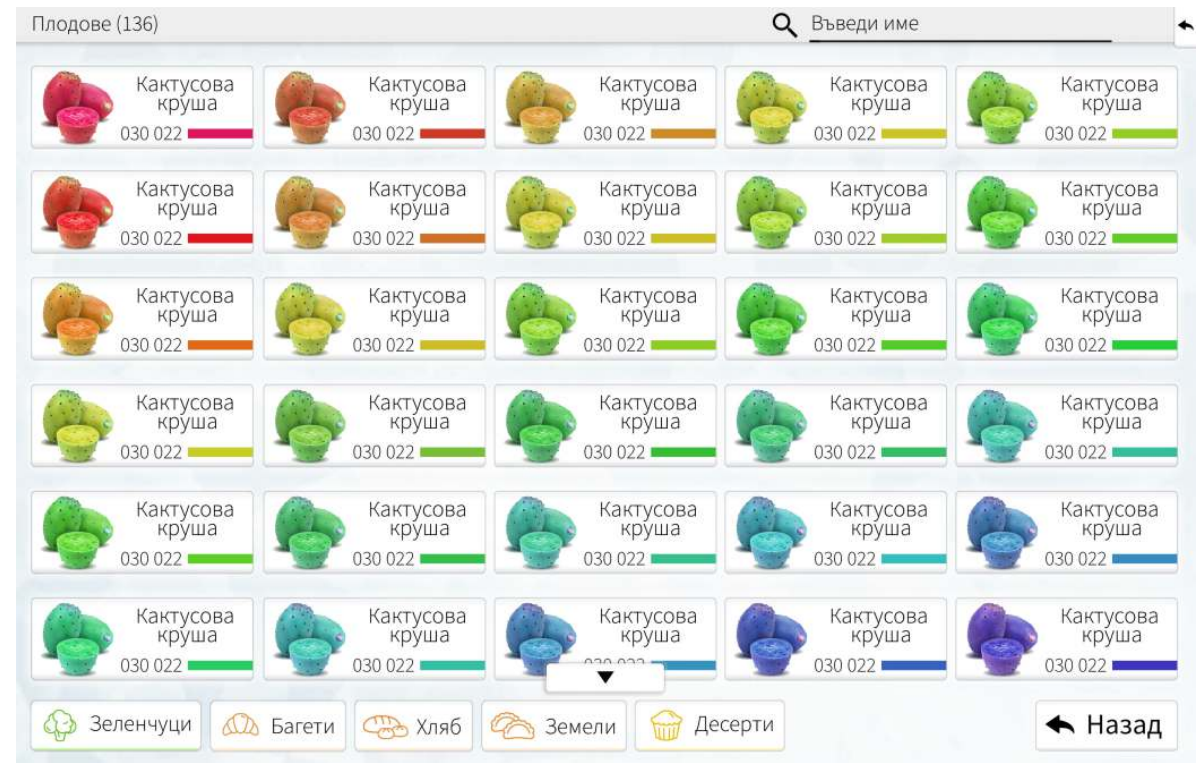 Плодове (136)
Въведи име
Кактусова
круша
030 022
Кактусова
круша
030 022
Кактусова
круша
030 022
Кактусова
круша
030 022
Кактусова
круша
030 022
Кактусова
круша
030 022
Кактусова
круша
030 022
Кактусова
круша
030 022
Кактусова
круша
030 022
Кактусова
круша
030 022
Кактусова
круша
030 022
Кактусова
круша
030 022
Кактусова
круша
030 022
Кактусова
круша
030 022
Кактусова
круша
030 022
Кактусова
круша
030 022
Кактусова
круша
030 022
Кактусова
круша
030 022
Кактусова
круша
030 022
Кактусова
круша
030 022
Кактусова
круша
030 022
Кактусова
круша
030 022
Кактусова
круша
030 022
Кактусова
круша
030 022
Кактусова
круша
030 022
Кактусова
круша
030 022
Кактусова
круша
030 022
Кактусова
круша
Кактусова
круша
030 022
Кактусова
круша
030 022
Зеленчуци
Багети
Хляб
Земели
Десерти
Назад